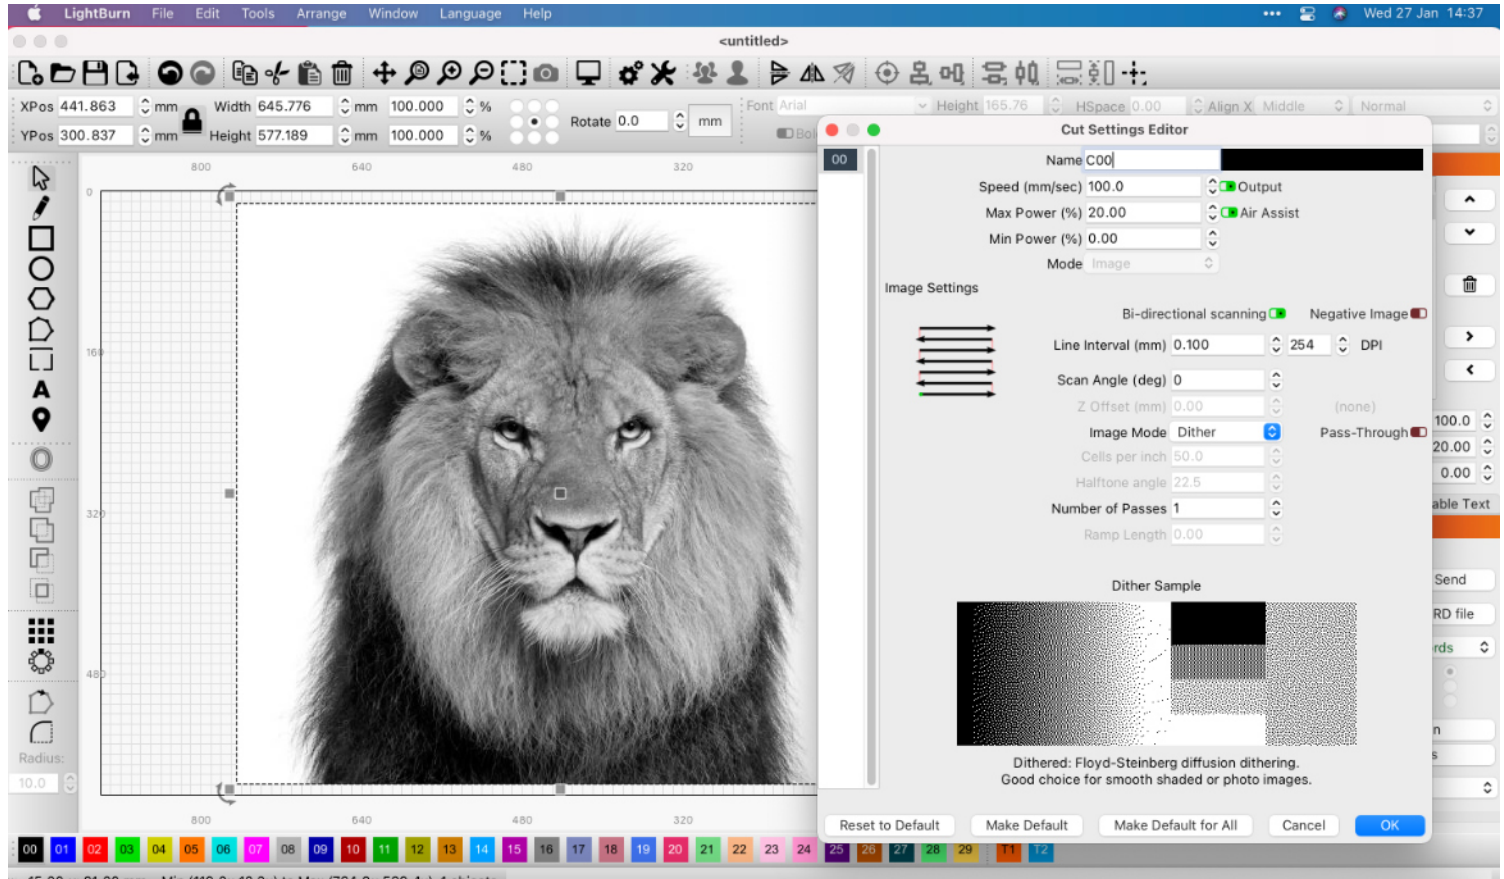 LightBurn File Edit Tools Arrange Window Language Help Wed 27 Jan 14:37
<untitled>
XPos 441.863 mm Width 645.776 mm 100.000 % Rotate 0.0 mm Font Arial Height 165.76 HSpace 0.00 Align X Middle Normal
YPos 300.837 mm Height 577.189 mm 100.000 %
800 640 480 320
0
160
320
480
800 640 480 320
Radius:
10.0
Cut Settings Editor
00
Name C00
Speed (mm/sec) 100.0 Output
Max Power (%) 20.00 Air Assist
Min Power (%) 0.00
Mode Image
Image Settings
Bi-directional scanning Negative Image
Line Interval (mm) 0.100 254 DPI
Scan Angle (deg) 0
Z Offset (mm) 0.00 (none)
Image Mode Dither Pass-Through
Cells per inch 50.0
Halftone angle 22.5
Number of Passes 1
Ramp Length 0.00
Dither Sample
Dithered: Floyd-Steinberg diffusion dithering.
Good choice for smooth shaded or photo images.
Reset to Default Make Default Make Default for All Cancel OK
100.0
20.00
0.00
Text
Send
RD file
00 01 02 03 04 05 06 07 08 09 10 11 12 13 14 15 16 17 18 19 20 21 22 23 24 25 26 27 28 29 T1 T2